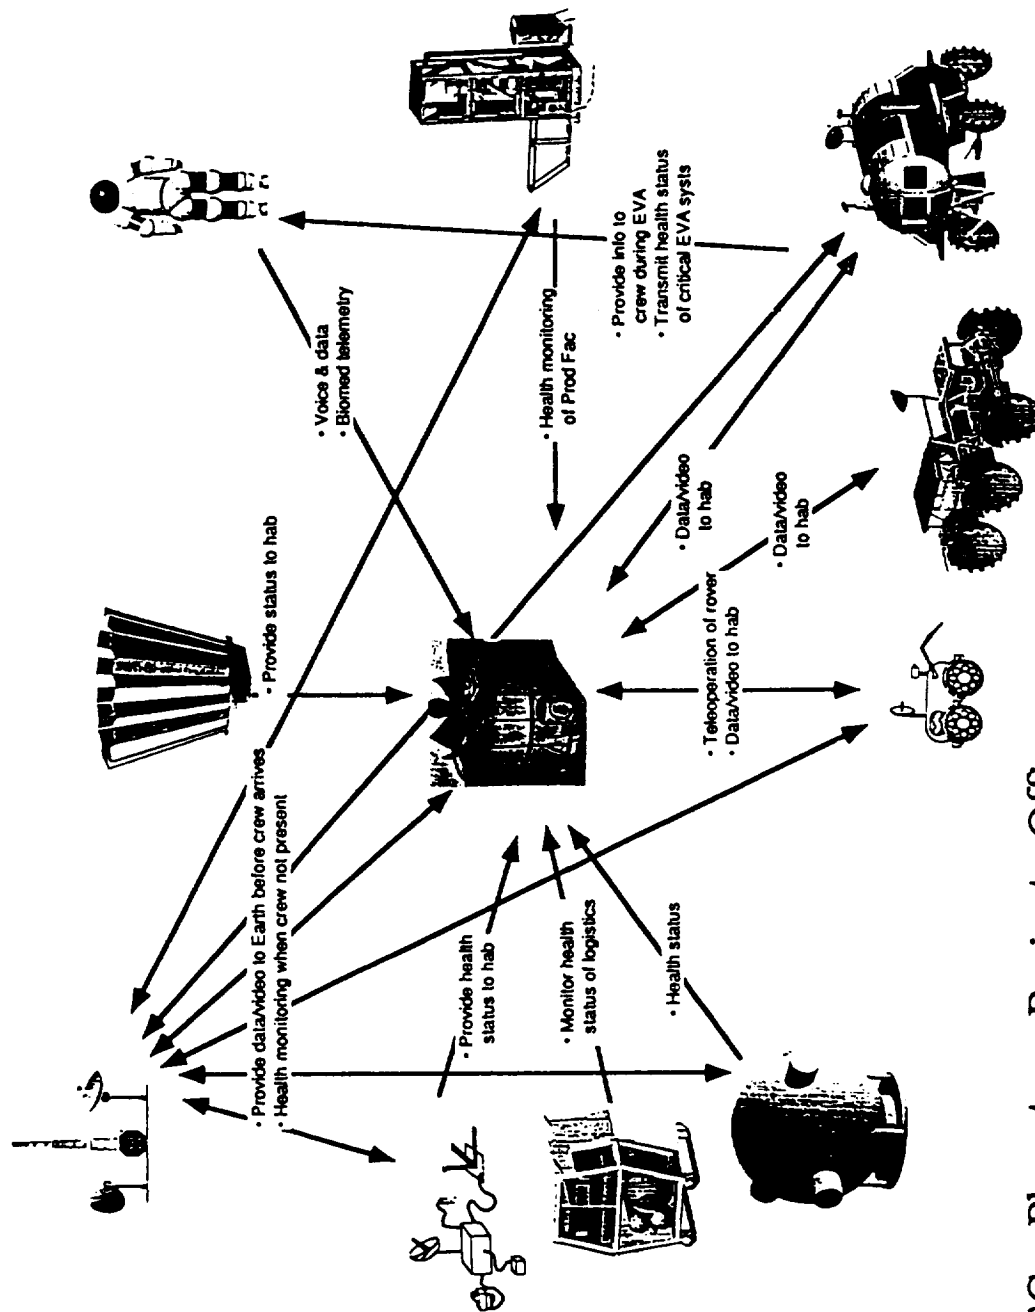 • Provide data/video to Earth before crew arrives
• Health monitoring when crew not present
• Provide status to hab
• Voice & data
• Biomed telemetry
• Provide health
status to hab
• Monitor health
status of logistics
• Health status
• Health monitoring
of Prod Fac
• Provide info to
crew during EVA
• Transmit health status
of critical EVA systs
• Data/video
to hab
• Data/video
to hab
• Teleoperation of rover
• Data/video to hab